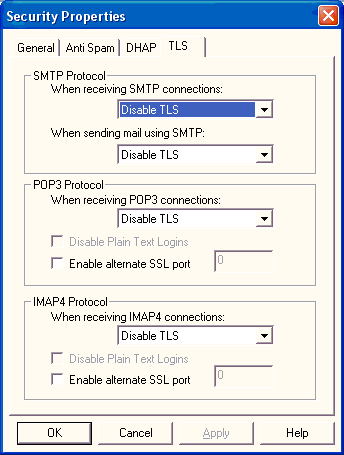 Security Properties
General Anti Spam DHAP TLS
SMTP Protocol
When receiving SMTP connections:
Disable TLS
When sending mail using SMTP:
Disable TLS
POP3 Protocol
When receiving POP3 connections:
Disable TLS
Disable Plain Text Logins
Enable alternate SSL port 0
IMAP4 Protocol
When receiving IMAP4 connections:
Disable TLS
Disable Plain Text Logins
Enable alternate SSL port 0
OK Cancel Apply Help